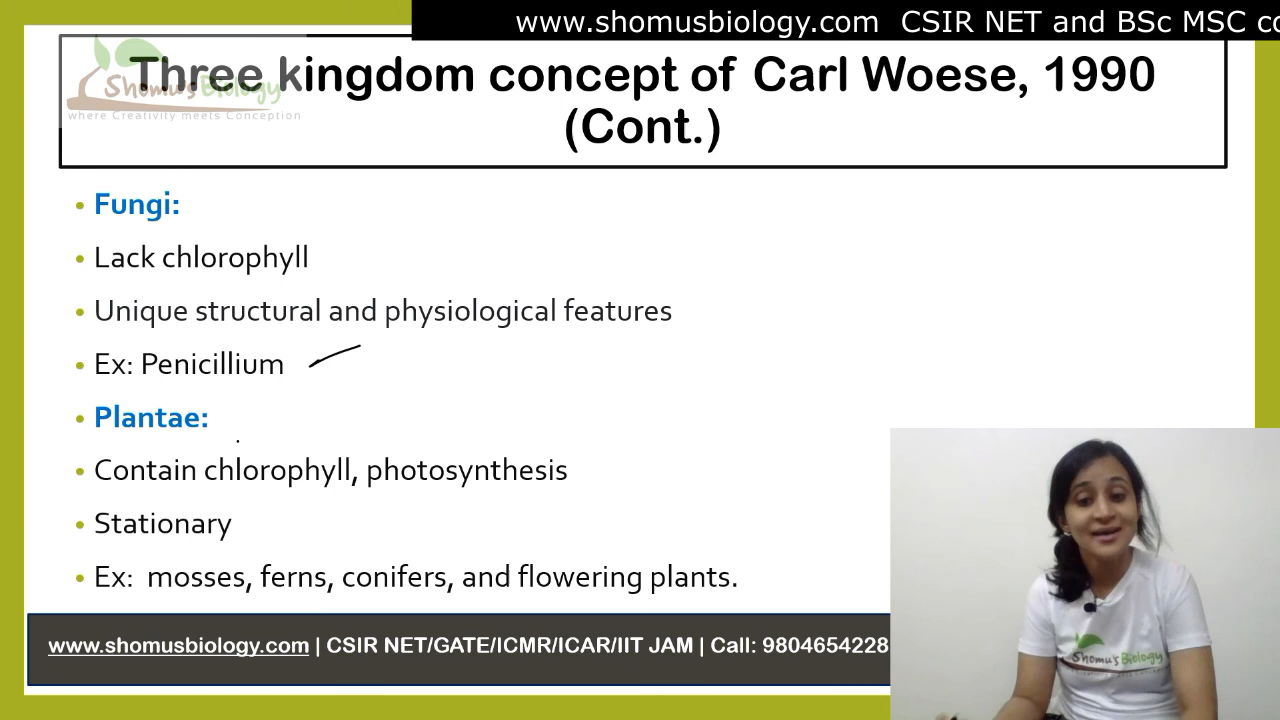 www.shomusbiology.com CSIR NET and BSc MSC co
Three kingdom concept of Carl Woese, 1990
(Cont.)
Shomu's Biology
where Creativity meets Conception
• Fungi:
• Lack chlorophyll
• Unique structural and physiological features
• Ex: Penicillium
• Plantae:
• Contain chlorophyll, photosynthesis
• Stationary
• Ex: mosses, ferns, conifers, and flowering plants.
www.shomusbiology.com | CSIR NET/GATE/ICMR/ICAR/IIT JAM | Call: 9804654228
Shomu's Biology